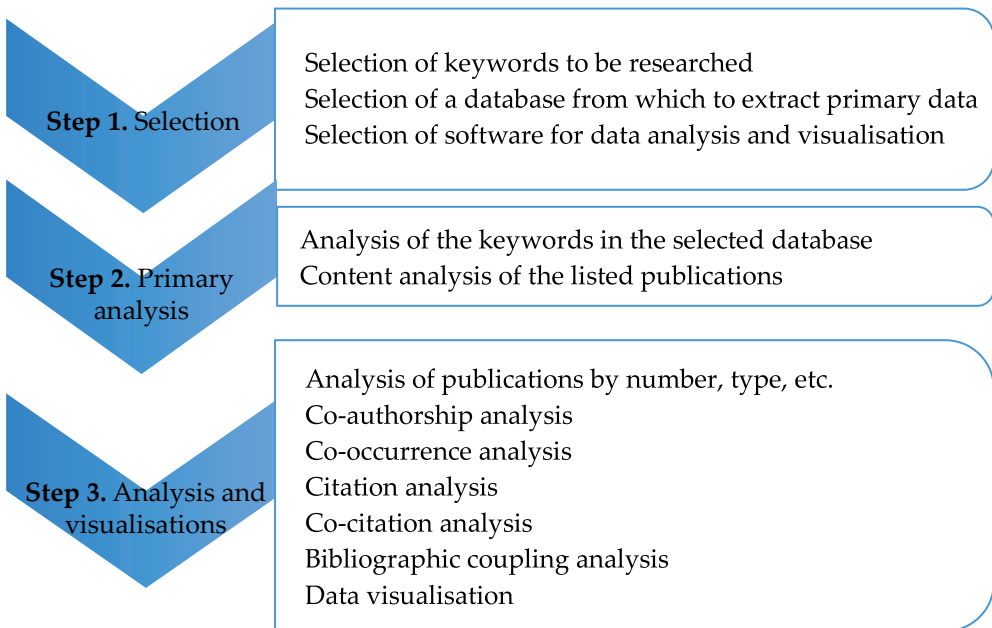 Step 1. Selection
Selection of keywords to be researched
Selection of a database from which to extract primary data
Selection of software for data analysis and visualisation
Step 2. Primary
analysis
Analysis of the keywords in the selected database
Content analysis of the listed publications
Step 3. Analysis and
visualisations
Analysis of publications by number, type, etc.
Co-authorship analysis
Co-occurrence analysis
Citation analysis
Co-citation analysis
Bibliographic coupling analysis
Data visualisation